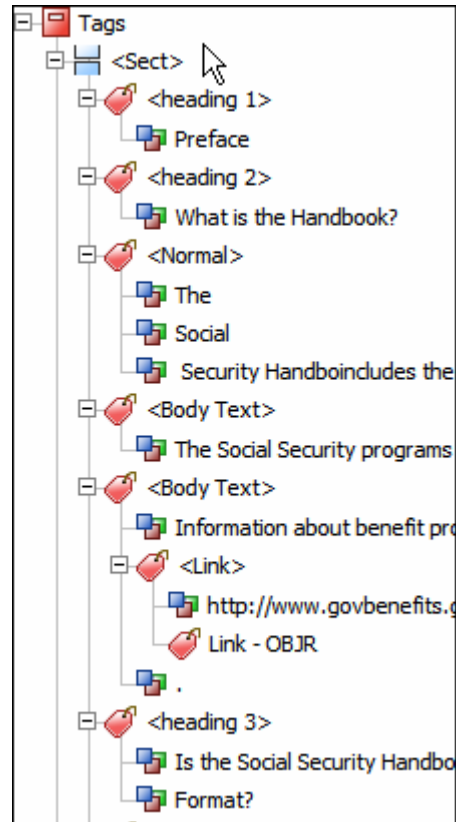 Tags
<Sect>
<heading 1>
Preface
<heading 2>
What is the Handbook?
<Normal>
The
Social
Security Handboincludes the
<Body Text>
The Social Security programs
<Body Text>
Information about benefit pro
<Link>
http://www.govbenefits.g
Link - OBJR
.
<heading 3>
Is the Social Security Handbo
Format?